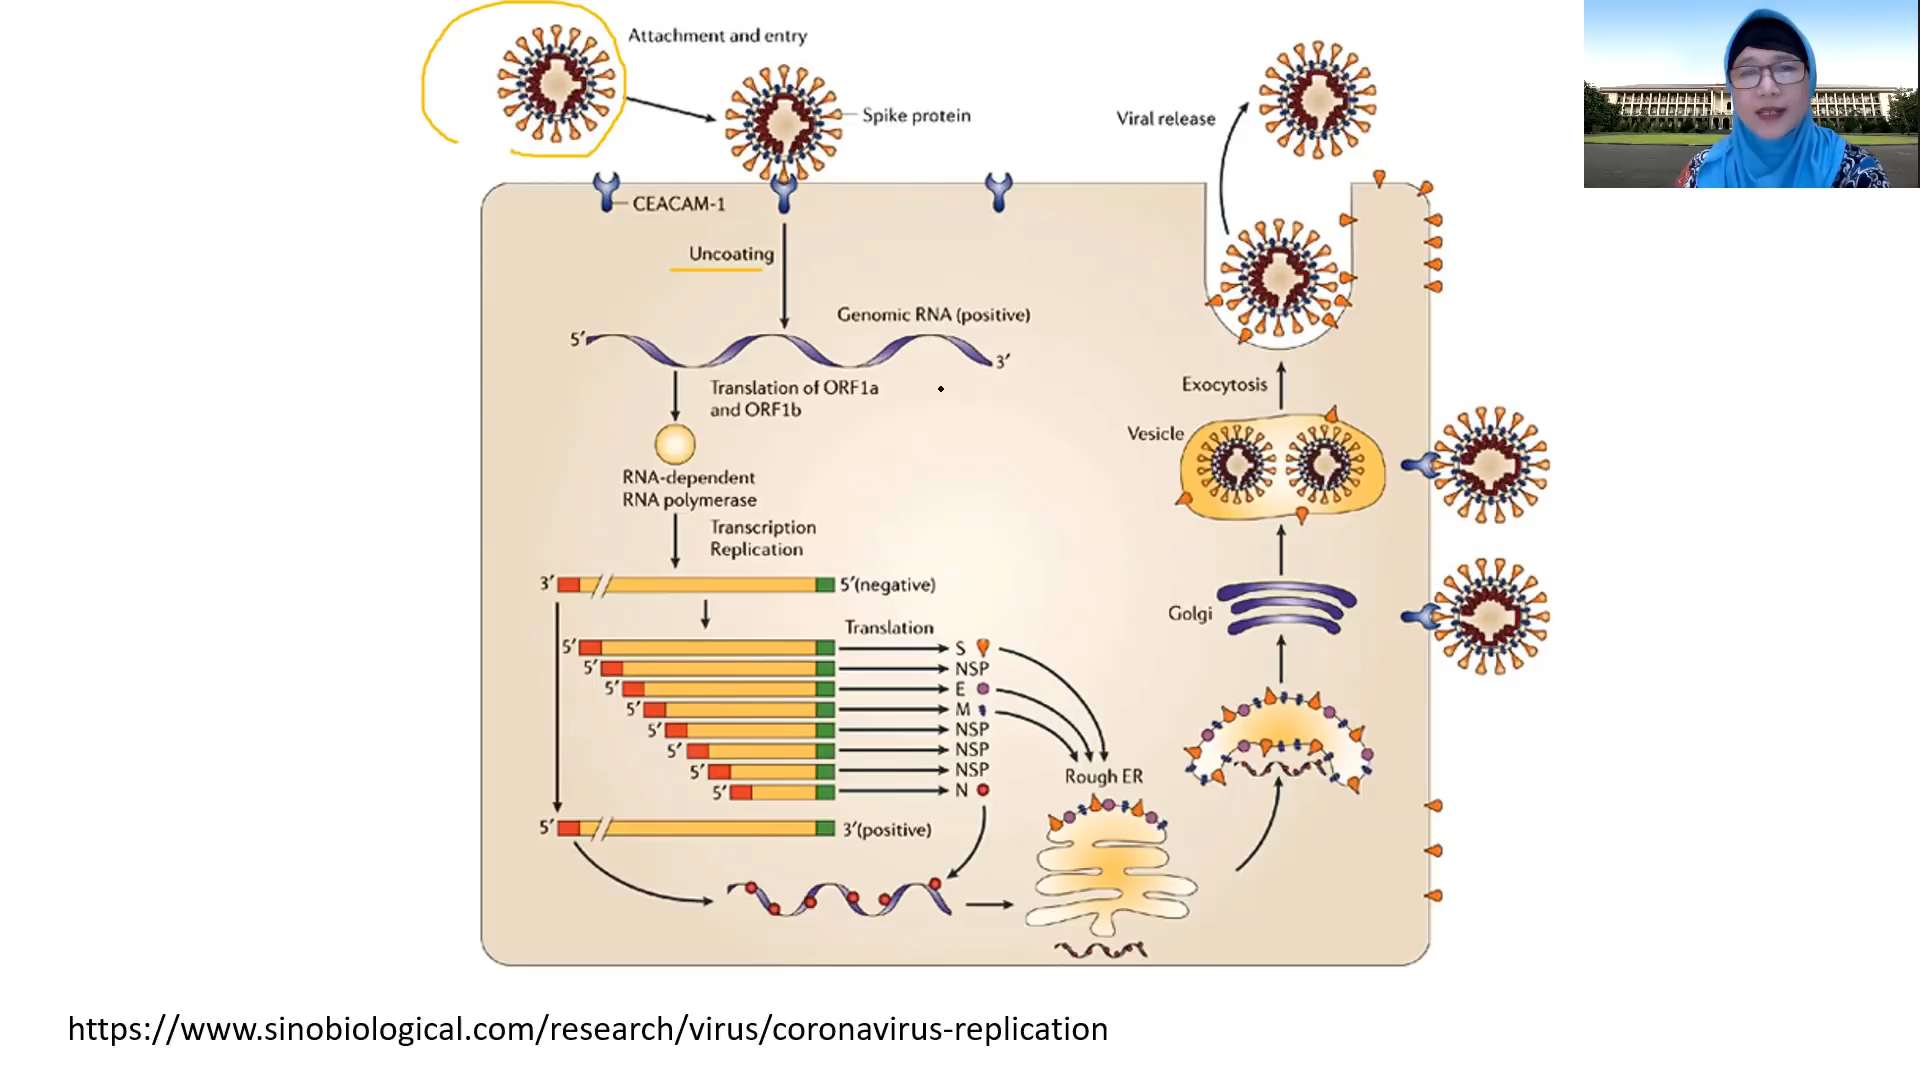 Attachment and entry
Spike protein
Viral release
CEACAM-1
Uncoating
Genomic RNA (positive)
5′
3′
Translation of ORF1a
and ORF1b
Exocytosis
Vesicle
RNA-dependent
RNA polymerase
Transcription
Replication
3′
5′(negative)
Golgi
Translation
5′
S
5′
NSP
5′
E
5′
M
5′
NSP
5′
NSP
5′
NSP
5′
N
Rough ER
5′
3′(positive)
https://www.sinobiological.com/research/virus/coronavirus-replication